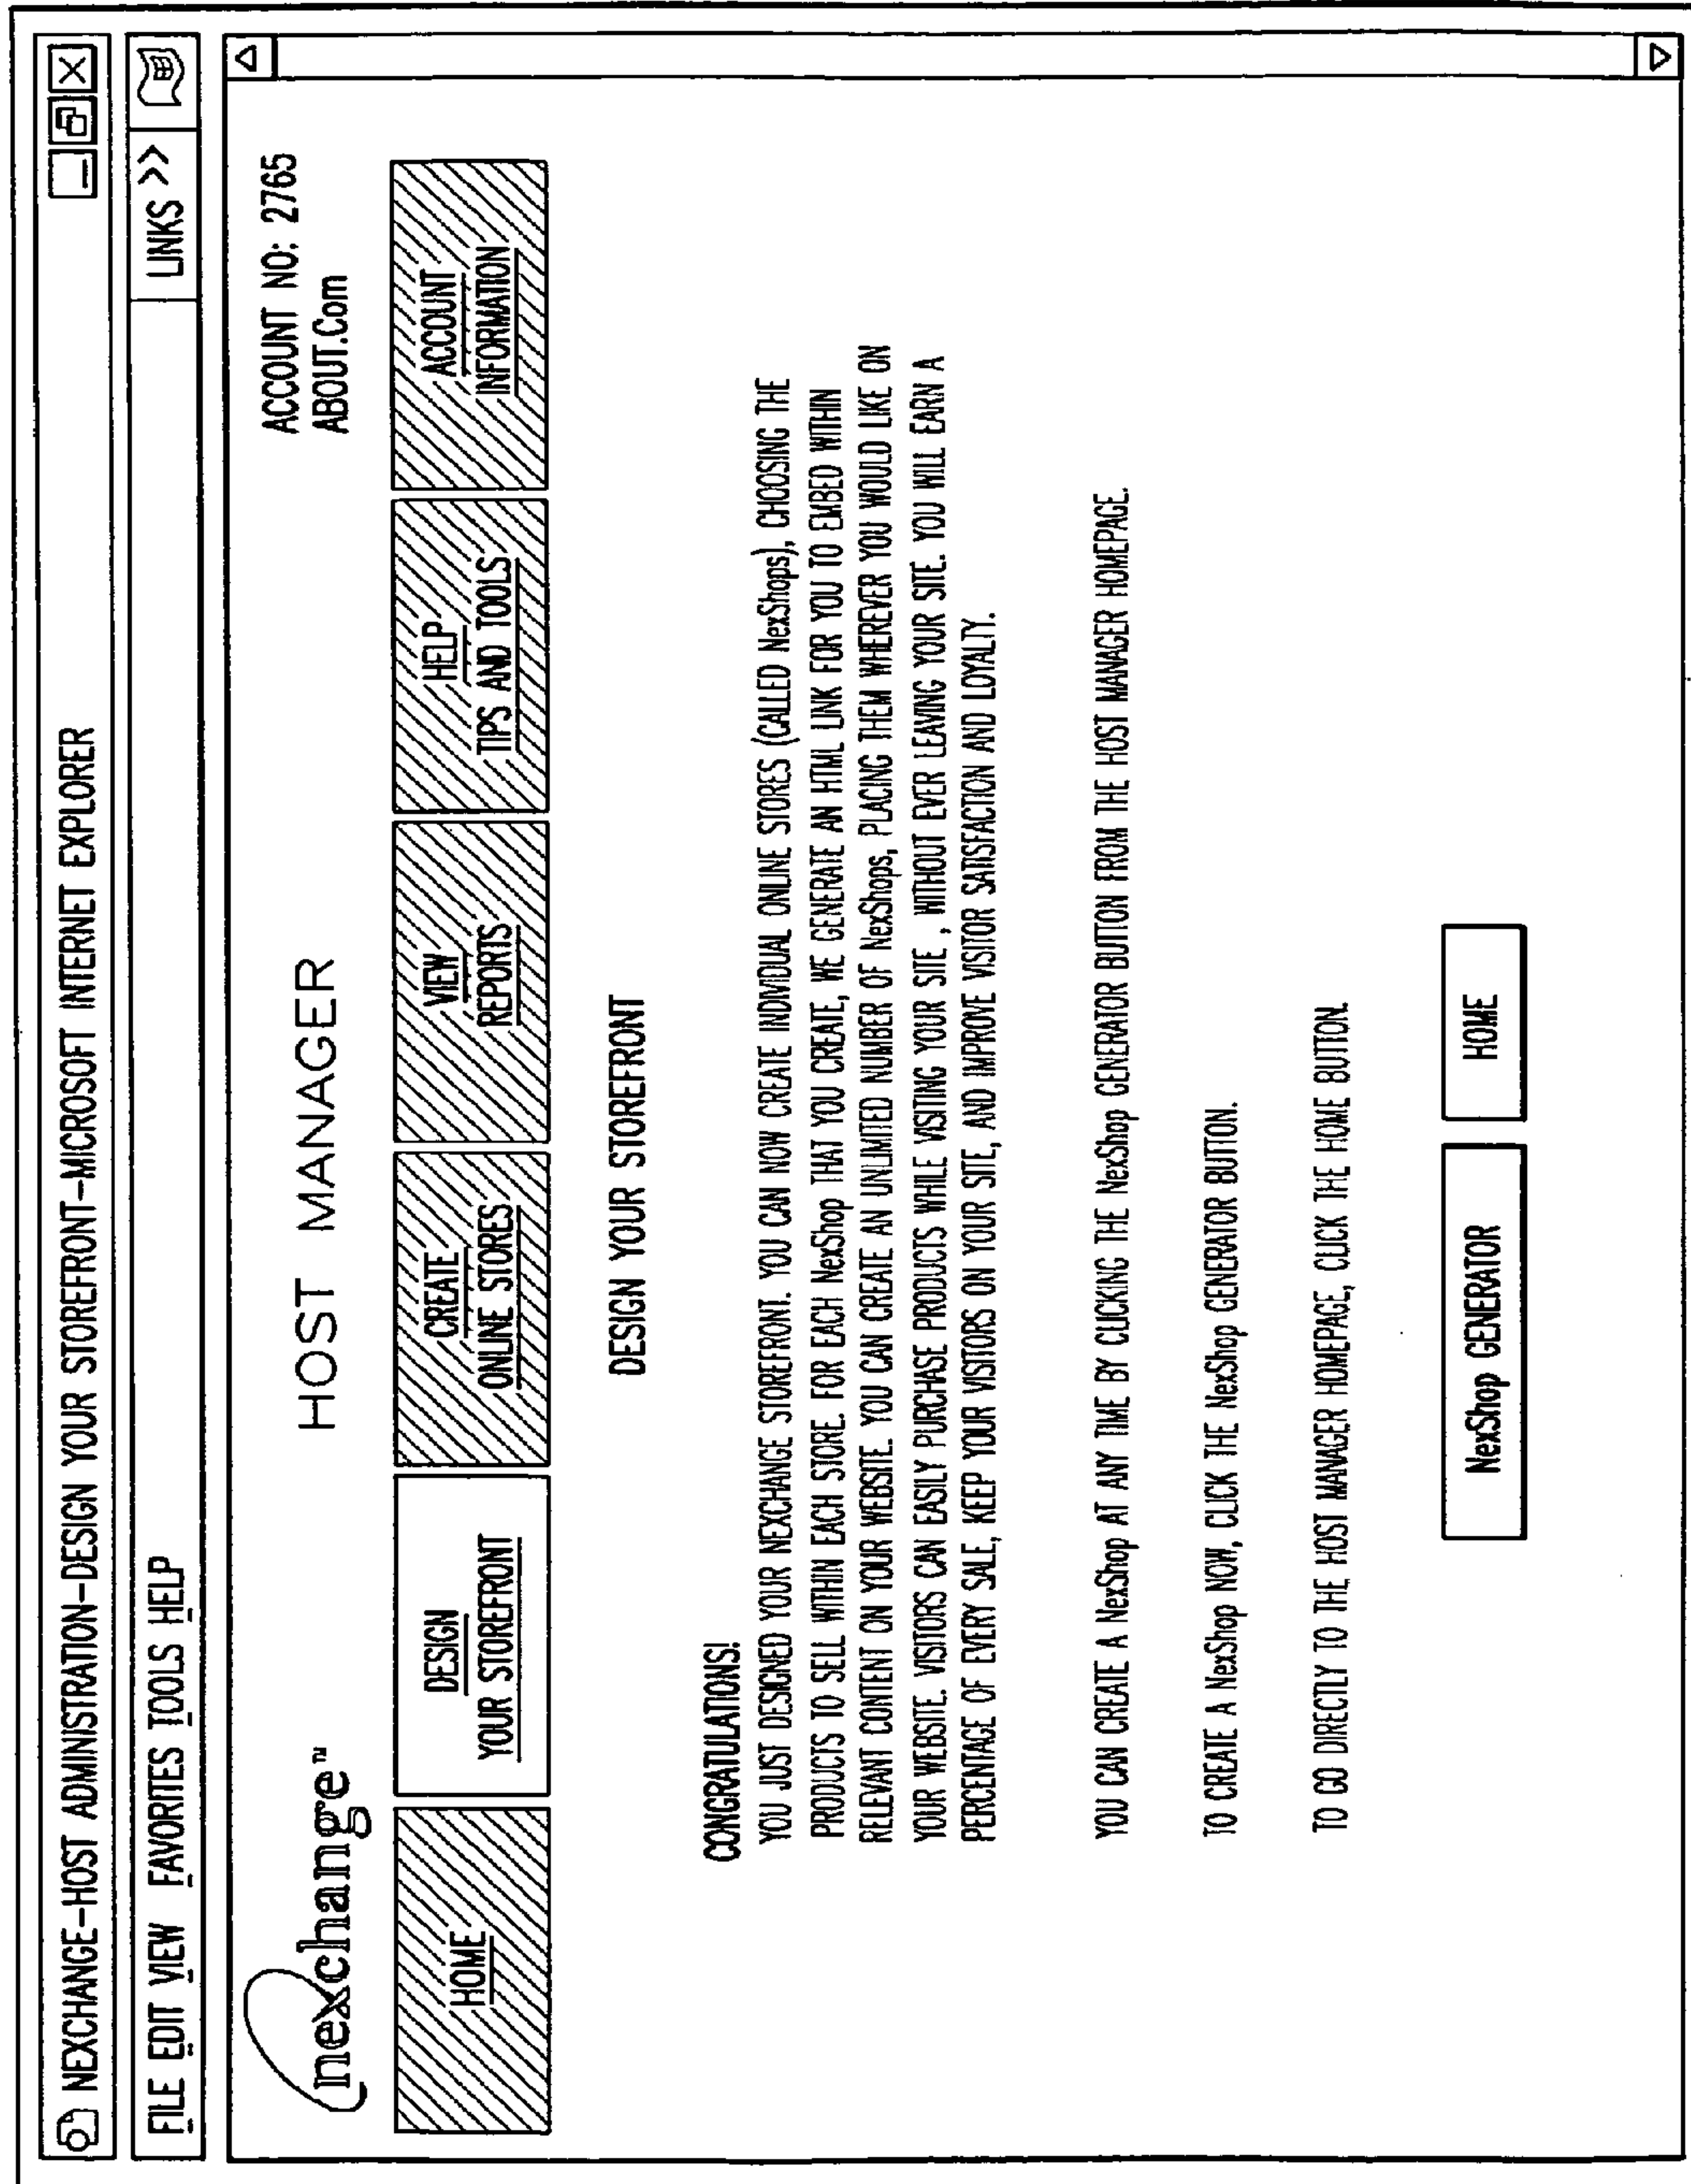 NEXCHANGE-HOST ADMINISTRATION-DESIGN YOUR STOREFRONT-MICROSOFT INTERNET EXPLORER
FILE EDIT VIEW FAVORITES TOOLS HELP LINKS >>
nexchange™
HOST MANAGER
ACCOUNT NO: 2765
ABOUT.Com
HOME
DESIGN
YOUR STOREFRONT
CREATE
ONLINE STORES
VIEW
REPORTS
HELP
TIPS AND TOOLS
ACCOUNT
INFORMATION
DESIGN YOUR STOREFRONT
CONGRATULATIONS!
YOU JUST DESIGNED YOUR NEXCHANGE STOREFRONT. YOU CAN NOW CREATE INDIVIDUAL ONLINE STORES (CALLED NexShops), CHOOSING THE
PRODUCTS TO SELL WITHIN EACH STORE. FOR EACH NexShop THAT YOU CREATE, WE GENERATE AN HTML LINK FOR YOU TO EMBED WITHIN
RELEVANT CONTENT ON YOUR WEBSITE. YOU CAN CREATE AN UNLIMITED NUMBER OF NexShops, PLACING THEM WHEREVER YOU WOULD LIKE ON
YOUR WEBSITE. VISITORS CAN EASILY PURCHASE PRODUCTS WHILE VISITING YOUR SITE , WITHOUT EVER LEAVING YOUR SITE. YOU WILL EARN A
PERCENTAGE OF EVERY SALE, KEEP YOUR VISITORS ON YOUR SITE, AND IMPROVE VISITOR SATISFACTION AND LOYALTY.
YOU CAN CREATE A NexShop AT ANY TIME BY CLICKING THE NexShop GENERATOR BUTTON FROM THE HOST MANAGER HOMEPAGE.
TO CREATE A NexShop NOW, CLICK THE NexShop GENERATOR BUTTON.
TO GO DIRECTLY TO THE HOST MANAGER HOMEPAGE, CLICK THE HOME BUTTON.
NexShop GENERATOR
HOME